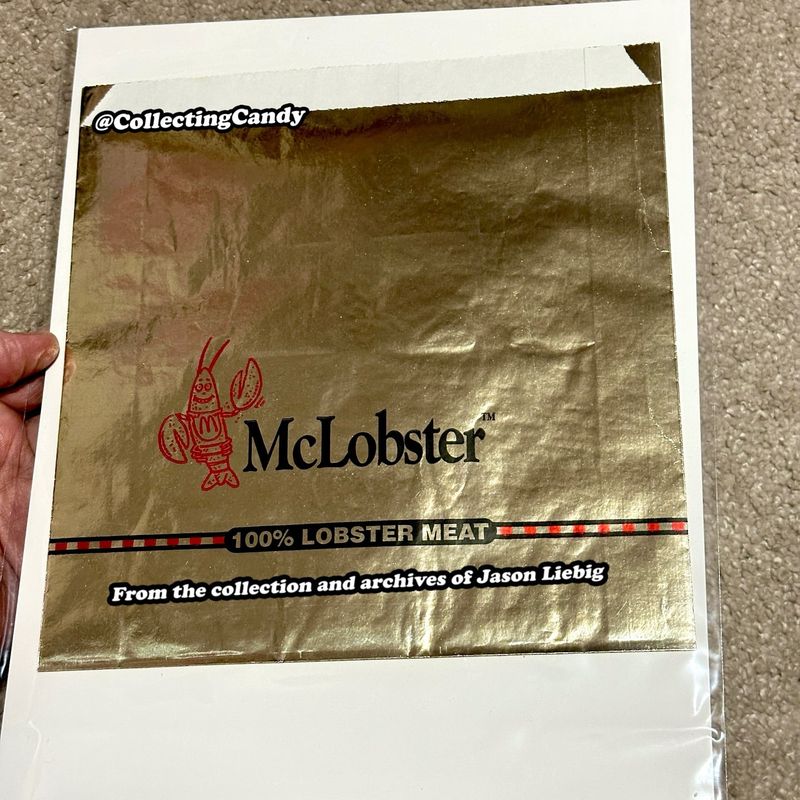 @CollectingCandy
McLobster™
100% LOBSTER MEAT
From the collection and archives of Jason Liebig